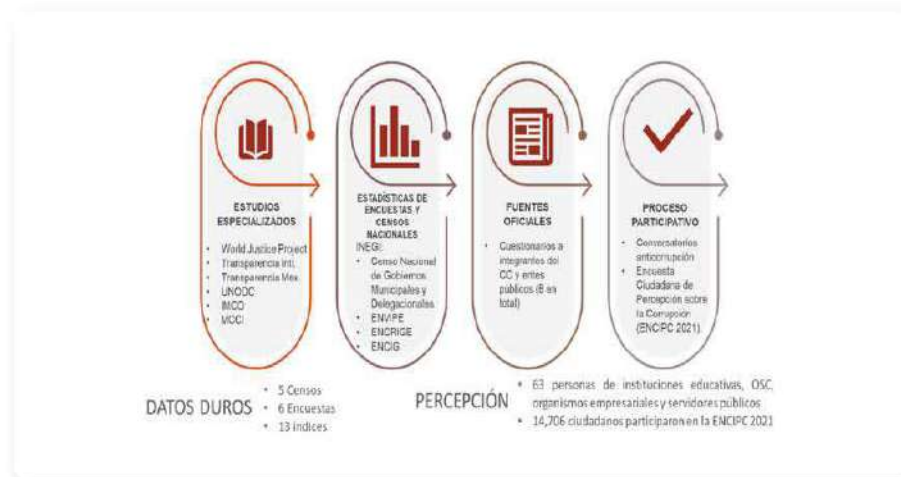 ESTUDIOS
ESPECIALIZADOS
• World Justice Project
• Transparencia Intl.
• Transparencia Mex.
• UNODC
• IMCO
• MCCI
ESTADÍSTICAS DE
ENCUESTAS Y
CENSOS
NACIONALES
INEGI:
• Censo Nacional
de Gobiernos
Municipales y
Delegacionales
• ENVIPE
• ENCRIGE
• ENCIG
FUENTES
OFICIALES
• Cuestionarios a
integrantes del
CC y entes
públicos (8 en
total)
PROCESO
PARTICIPATIVO
• Conversatorios
anticorrupción
• Encuesta
Ciudadana de
Percepción sobre
la Corrupción
(ENCIPC 2021).
DATOS DUROS
• 5 Censos
• 6 Encuestas
• 13 índices
PERCEPCIÓN
• 63 personas de instituciones educativas, OSC,
organismos empresariales y servidores públicos
• 14,706 ciudadanos participaron en la ENCIPC 2021